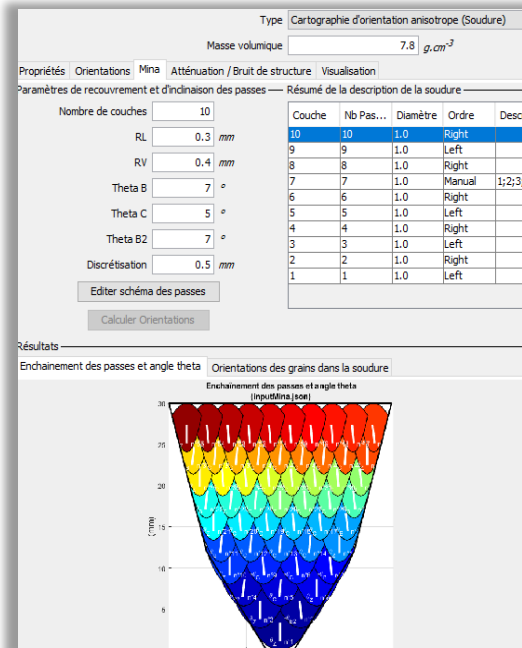 Type Cartographie d'orientation anisotrope (Soudure)
Masse volumique 7.8 g.cm-3
Propriétés Orientations Mina Atténuation / Bruit de structure Visualisation
Paramètres de recouvrement et d'inclinaison des passes Résumé de la description de la soudure
Nombre de couches 10
RL 0.3 mm
RV 0.4 mm
Theta B 7 °
Theta C 5 °
Theta B2 7 °
Discrétisation 0.5 mm
Editer schéma des passes
Calculer Orientations
Couche Nb Pas... Diamètre Ordre Desc
10 10 1.0 Right
9 9 1.0 Left
8 8 1.0 Right
7 7 1.0 Manual 1;2;3,
6 6 1.0 Right
5 5 1.0 Left
4 4 1.0 Right
3 3 1.0 Left
2 2 1.0 Right
1 1 1.0 Left
Résultats
Enchainement des passes et angle theta Orientations des grains dans la soudure
Enchaînement des passes et angle theta
(inputMina.json)
30
25
20
15
10
5
(mm)